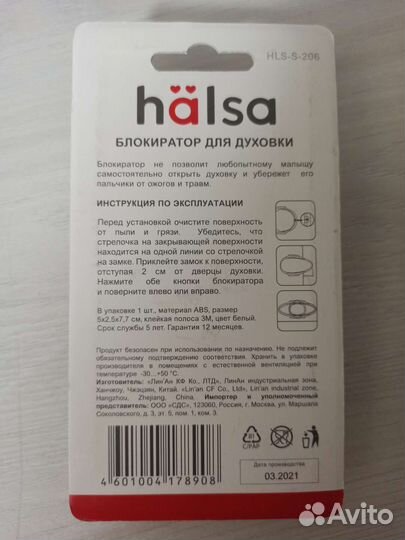 HLS-S-206
hälsa
БЛОКИРАТОР ДЛЯ ДУХОВКИ
Блокиратор не позволит любопытному малышу
самостоятельно открыть духовку и убережет его
пальчики от ожогов и травм.
ИНСТРУКЦИЯ ПО ЭКСПЛУАТАЦИИ
Перед установкой очистите поверхность
от пыли и грязи. Убедитесь, что
стрелочка на закрывающей поверхности
находится на одной линии со стрелочкой
на замке. Приклейте замок к поверхности,
отступая 2 см от дверцы духовки.
Нажмите обе кнопки блокиратора
и поверните влево или вправо.
В упаковке 1 шт., материал ABS, размер
5х2,5х7,7 см, клейкая полоса 3М, цвет белый.
Срок службы 5 лет. Гарантия 12 месяцев.
Продукт безопасен при использовании по назначению. Не подлежит
обязательному подтверждению соответствия. Хранить в упаковке
производителя в помещениях с естественной вентиляцией при
температуре -30...+50 °С.
Изготовитель: «Лин'Ан КФ Ко., ЛТД», ЛинАн индустриальная зона,
Ханчжоу, Чжэцзян, Китай. «Lin'an CF Co., Ltd» Lin'an industrial zone,
Hangzhou, Zhejiang, China. Импортер и уполномоченный
представитель: ООО «СДС», 123060, Россия, г. Москва, ул. Маршала
Соколовского, д. 3, эт. 5, пом. 1, ком. 3.
C/PAP
Дата производства
03.2021
4 601004 178908
Avito